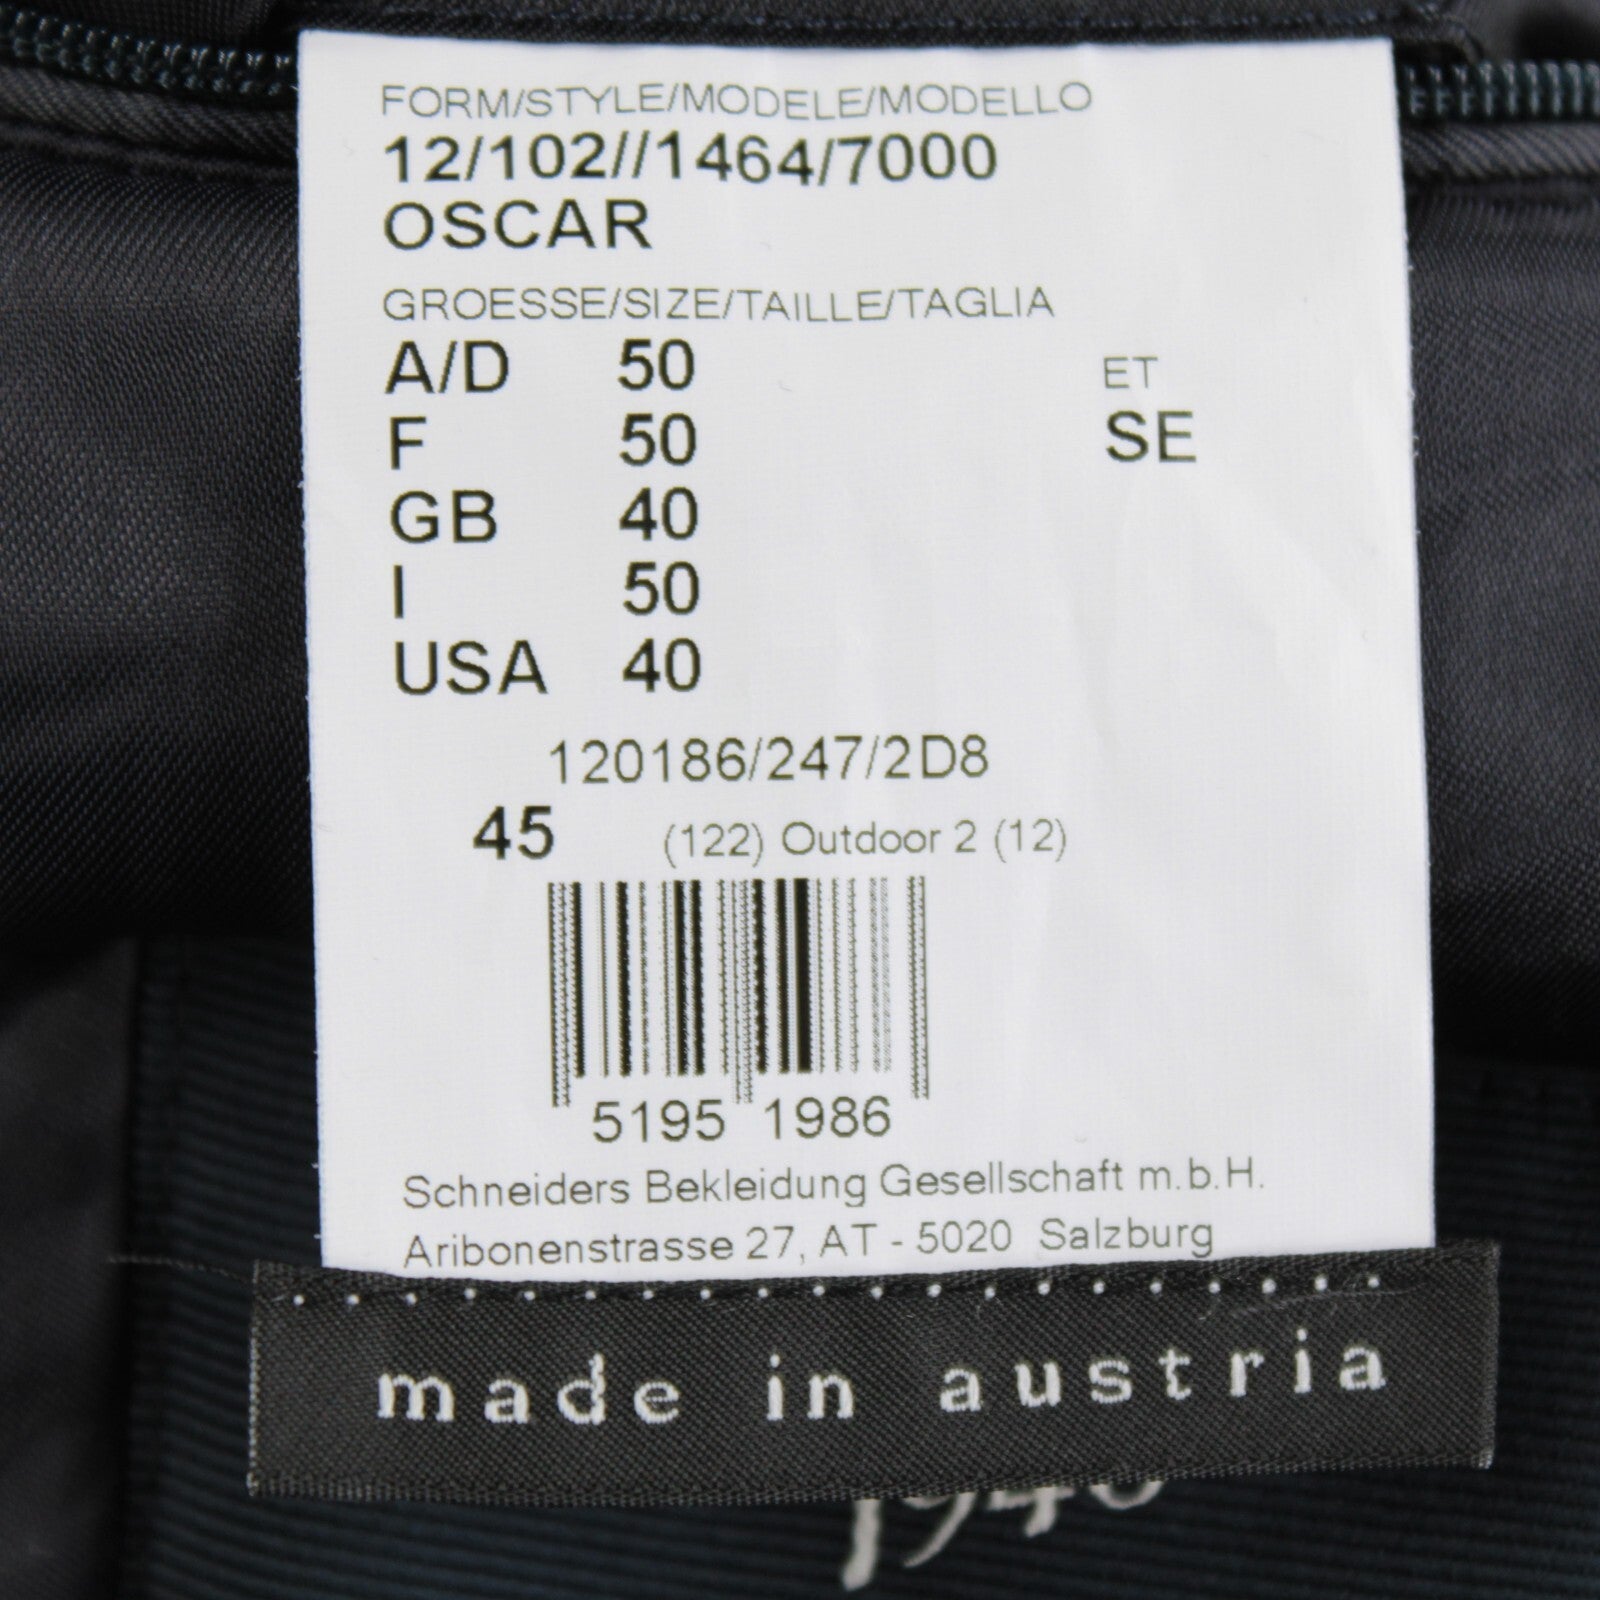 FORM/STYLE/MODELE/MODELLO
12/102//1464/7000
OSCAR
GROESSE/SIZE/TAILLE/TAGLIA
A/D 50 ET
F 50 SE
GB 40
I 50
USA 40
120186/247/2D8
45 (122) Outdoor 2 (12)
5195 1986
Schneiders Bekleidung Gesellschaft m.b.H.
Aribonenstrasse 27, AT - 5020 Salzburg
made in austria